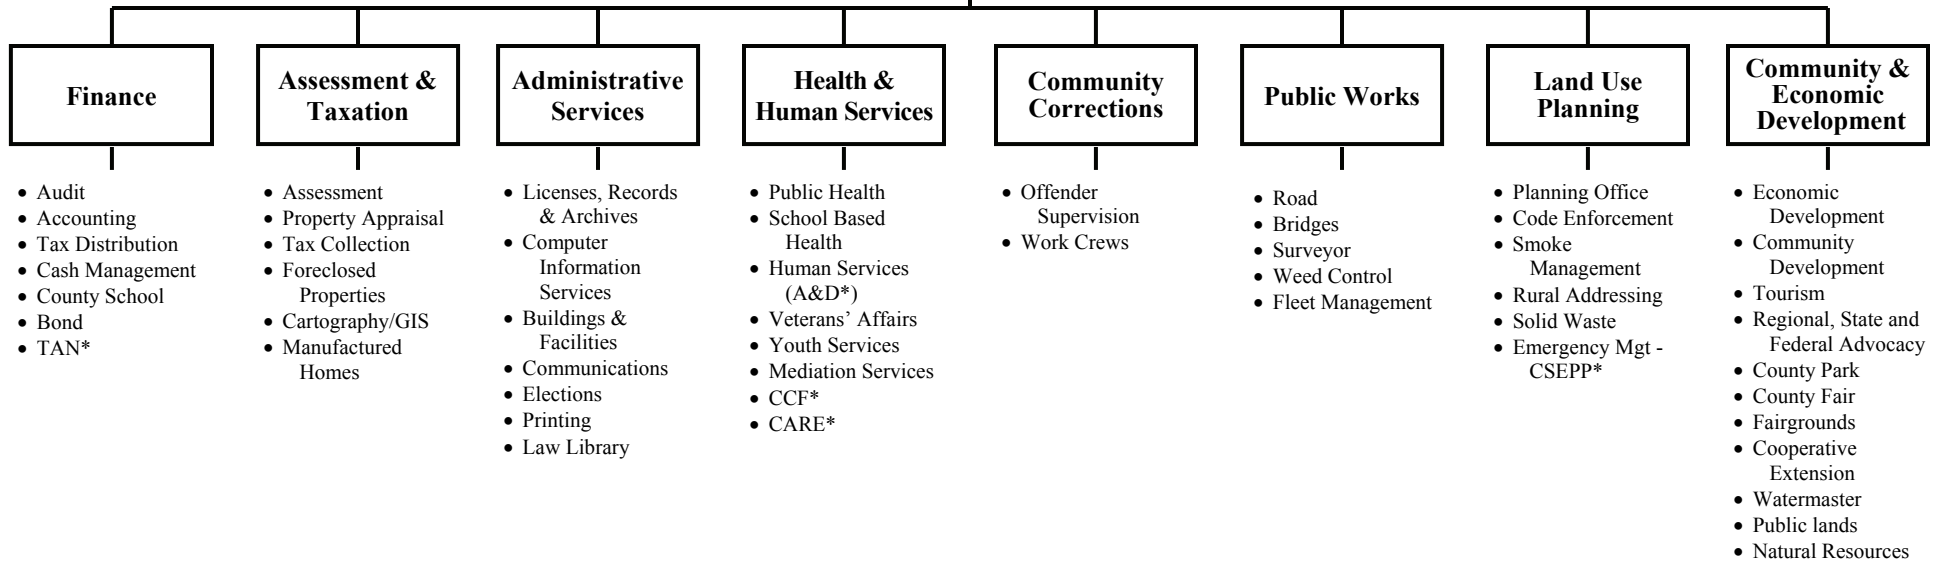 Finance
Assessment &
Taxation
Administrative
Services
Health &
Human Services
Community
Corrections
Public Works
Land Use
Planning
Community &
Economic
Development
• Audit
• Accounting
• Tax Distribution
• Cash Management
• County School
• Bond
• TAN*
• Assessment
• Property Appraisal
• Tax Collection
• Foreclosed
Properties
• Cartography/GIS
• Manufactured
Homes
• Licenses, Records
& Archives
• Computer
Information
Services
• Buildings &
Facilities
• Communications
• Elections
• Printing
• Law Library
• Public Health
• School Based
Health
• Human Services
(A&D*)
• Veterans’ Affairs
• Youth Services
• Mediation Services
• CCF*
• CARE*
• Offender
Supervision
• Work Crews
• Road
• Bridges
• Surveyor
• Weed Control
• Fleet Management
• Planning Office
• Code Enforcement
• Smoke
Management
• Rural Addressing
• Solid Waste
• Emergency Mgt -
CSEPP*
• Economic
Development
• Community
Development
• Tourism
• Regional, State and
Federal Advocacy
• County Park
• County Fair
• Fairgrounds
• Cooperative
Extension
• Watermaster
• Public lands
• Natural Resources